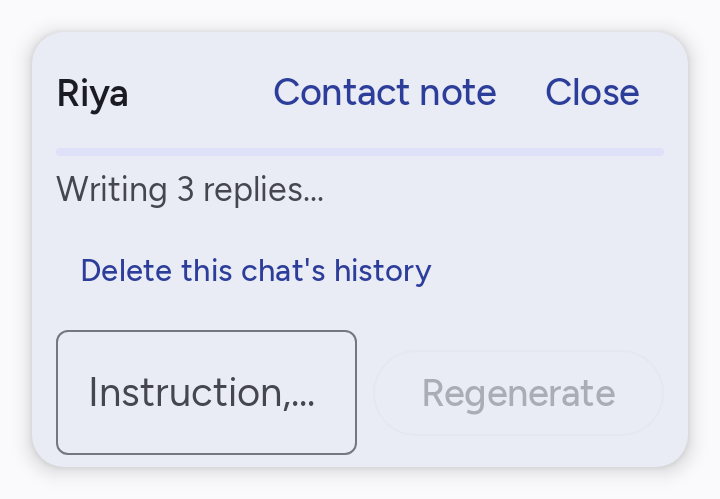 Riya Contact note Close
Writing 3 replies...
Delete this chat's history
Instruction,... Regenerate